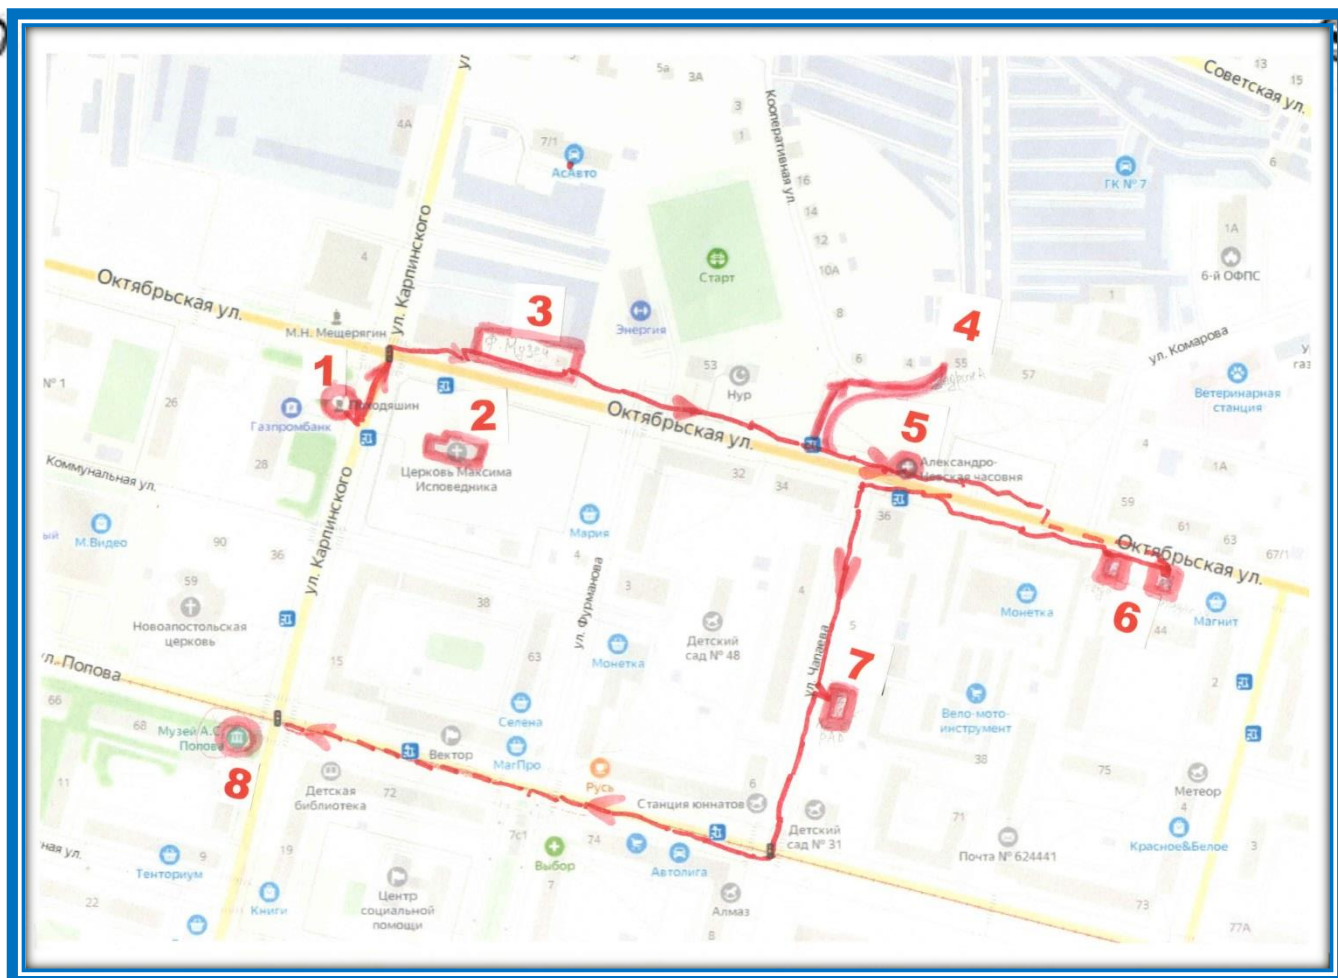 5а
3А
13
15
Советская ул.
ул
4А
7/1
АсАвто
3
1
Кооперативная ул.
16
14
12
10А
8
ГК № 7
6
1А
6-й ОФПС
4
Октябрьская ул.
ул. Карпинского
М.Н. Мещерягин
Старт
Энергия
3
ф. Музей
4
1
ул. Комарова
№ 1
26
1
Газпромбанк
28
2
Церковь Максима
Исповедника
53
Нур
6
4
55
57
Ветеринарная
станция
Октябрьская ул.
5
Александро-
Невская часовня
32
34
36
1А
59
61
63
67/1
Октябрьская ул.
Коммунальная ул.
ый
М.Видео
90
36
ул. Карпинского
Мария
4
3
ул. Фурманова
59
Новоапостольская
церковь
38
15
63
Монетка
Детский
сад № 48
4
5
ул. Чапаева
Монетка
6
44
Магнит
2
7
ул. Попова
66
68
Музей А.С.
Попова
8
Вектор
Селена
МагПро
Вело-мото-
инструмент
38
75
Метеор
4
11
Детская
библиотека
72
Русь
Станция юннатов
6
Детский
сад № 31
71
Почта № 624441
Красное&Белое
3
ная ул.
9
Тенториум
19
7с1
Выбор
7
74
Автолига
22
Книги
Центр
социальной
помощи
Алмаз
8
73
77А